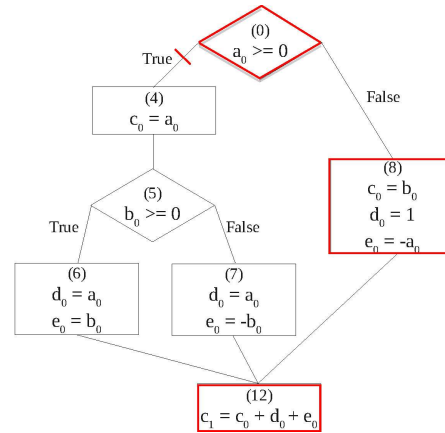 (0)
a₀ >= 0
True
False
(4)
c₀ = a₀
(5)
b₀ >= 0
True
False
(8)
c₀ = b₀
d₀ = 1
e₀ = -a₀
(6)
d₀ = a₀
e₀ = b₀
(7)
d₀ = a₀
e₀ = -b₀
(12)
c₁ = c₀ + d₀ + e₀